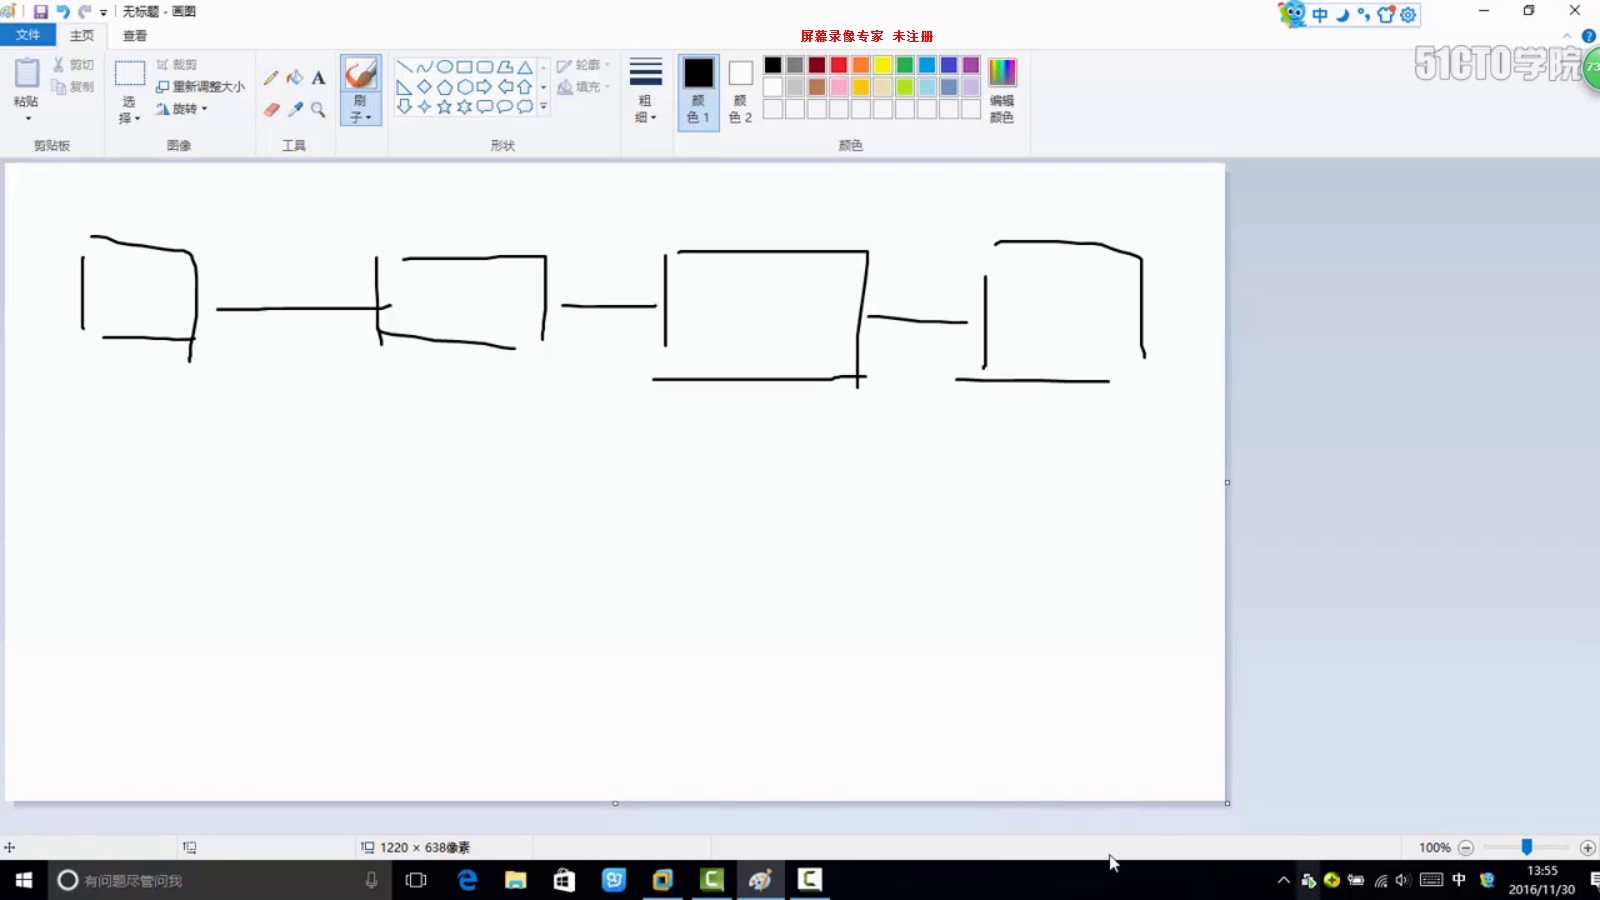 无标题 - 画图
中
文件
主页
查看
屏幕录像专家 未注册
51CTO学院
73
粘贴
剪切
复制
剪贴板
选择
裁剪
重新调整大小
旋转
图像
A
工具
刷子
轮廓
填充
形状
粗细
颜色 1
颜色 2
编辑颜色
颜色
1220 × 638像素
100%
有问题尽管问我
中
13:55
2016/11/30